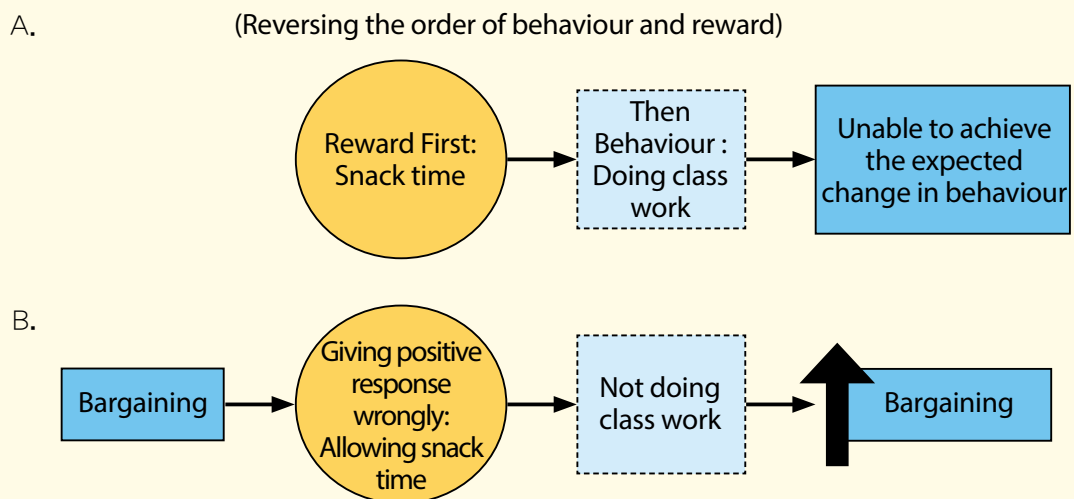 A.
(Reversing the order of behaviour and reward)
Reward First:
Snack time
Then
Behaviour :
Doing class
work
Unable to achieve
the expected
change in behaviour
B.
Bargaining
Giving positive
response
wrongly:
Allowing snack
time
Not doing
class work
Bargaining